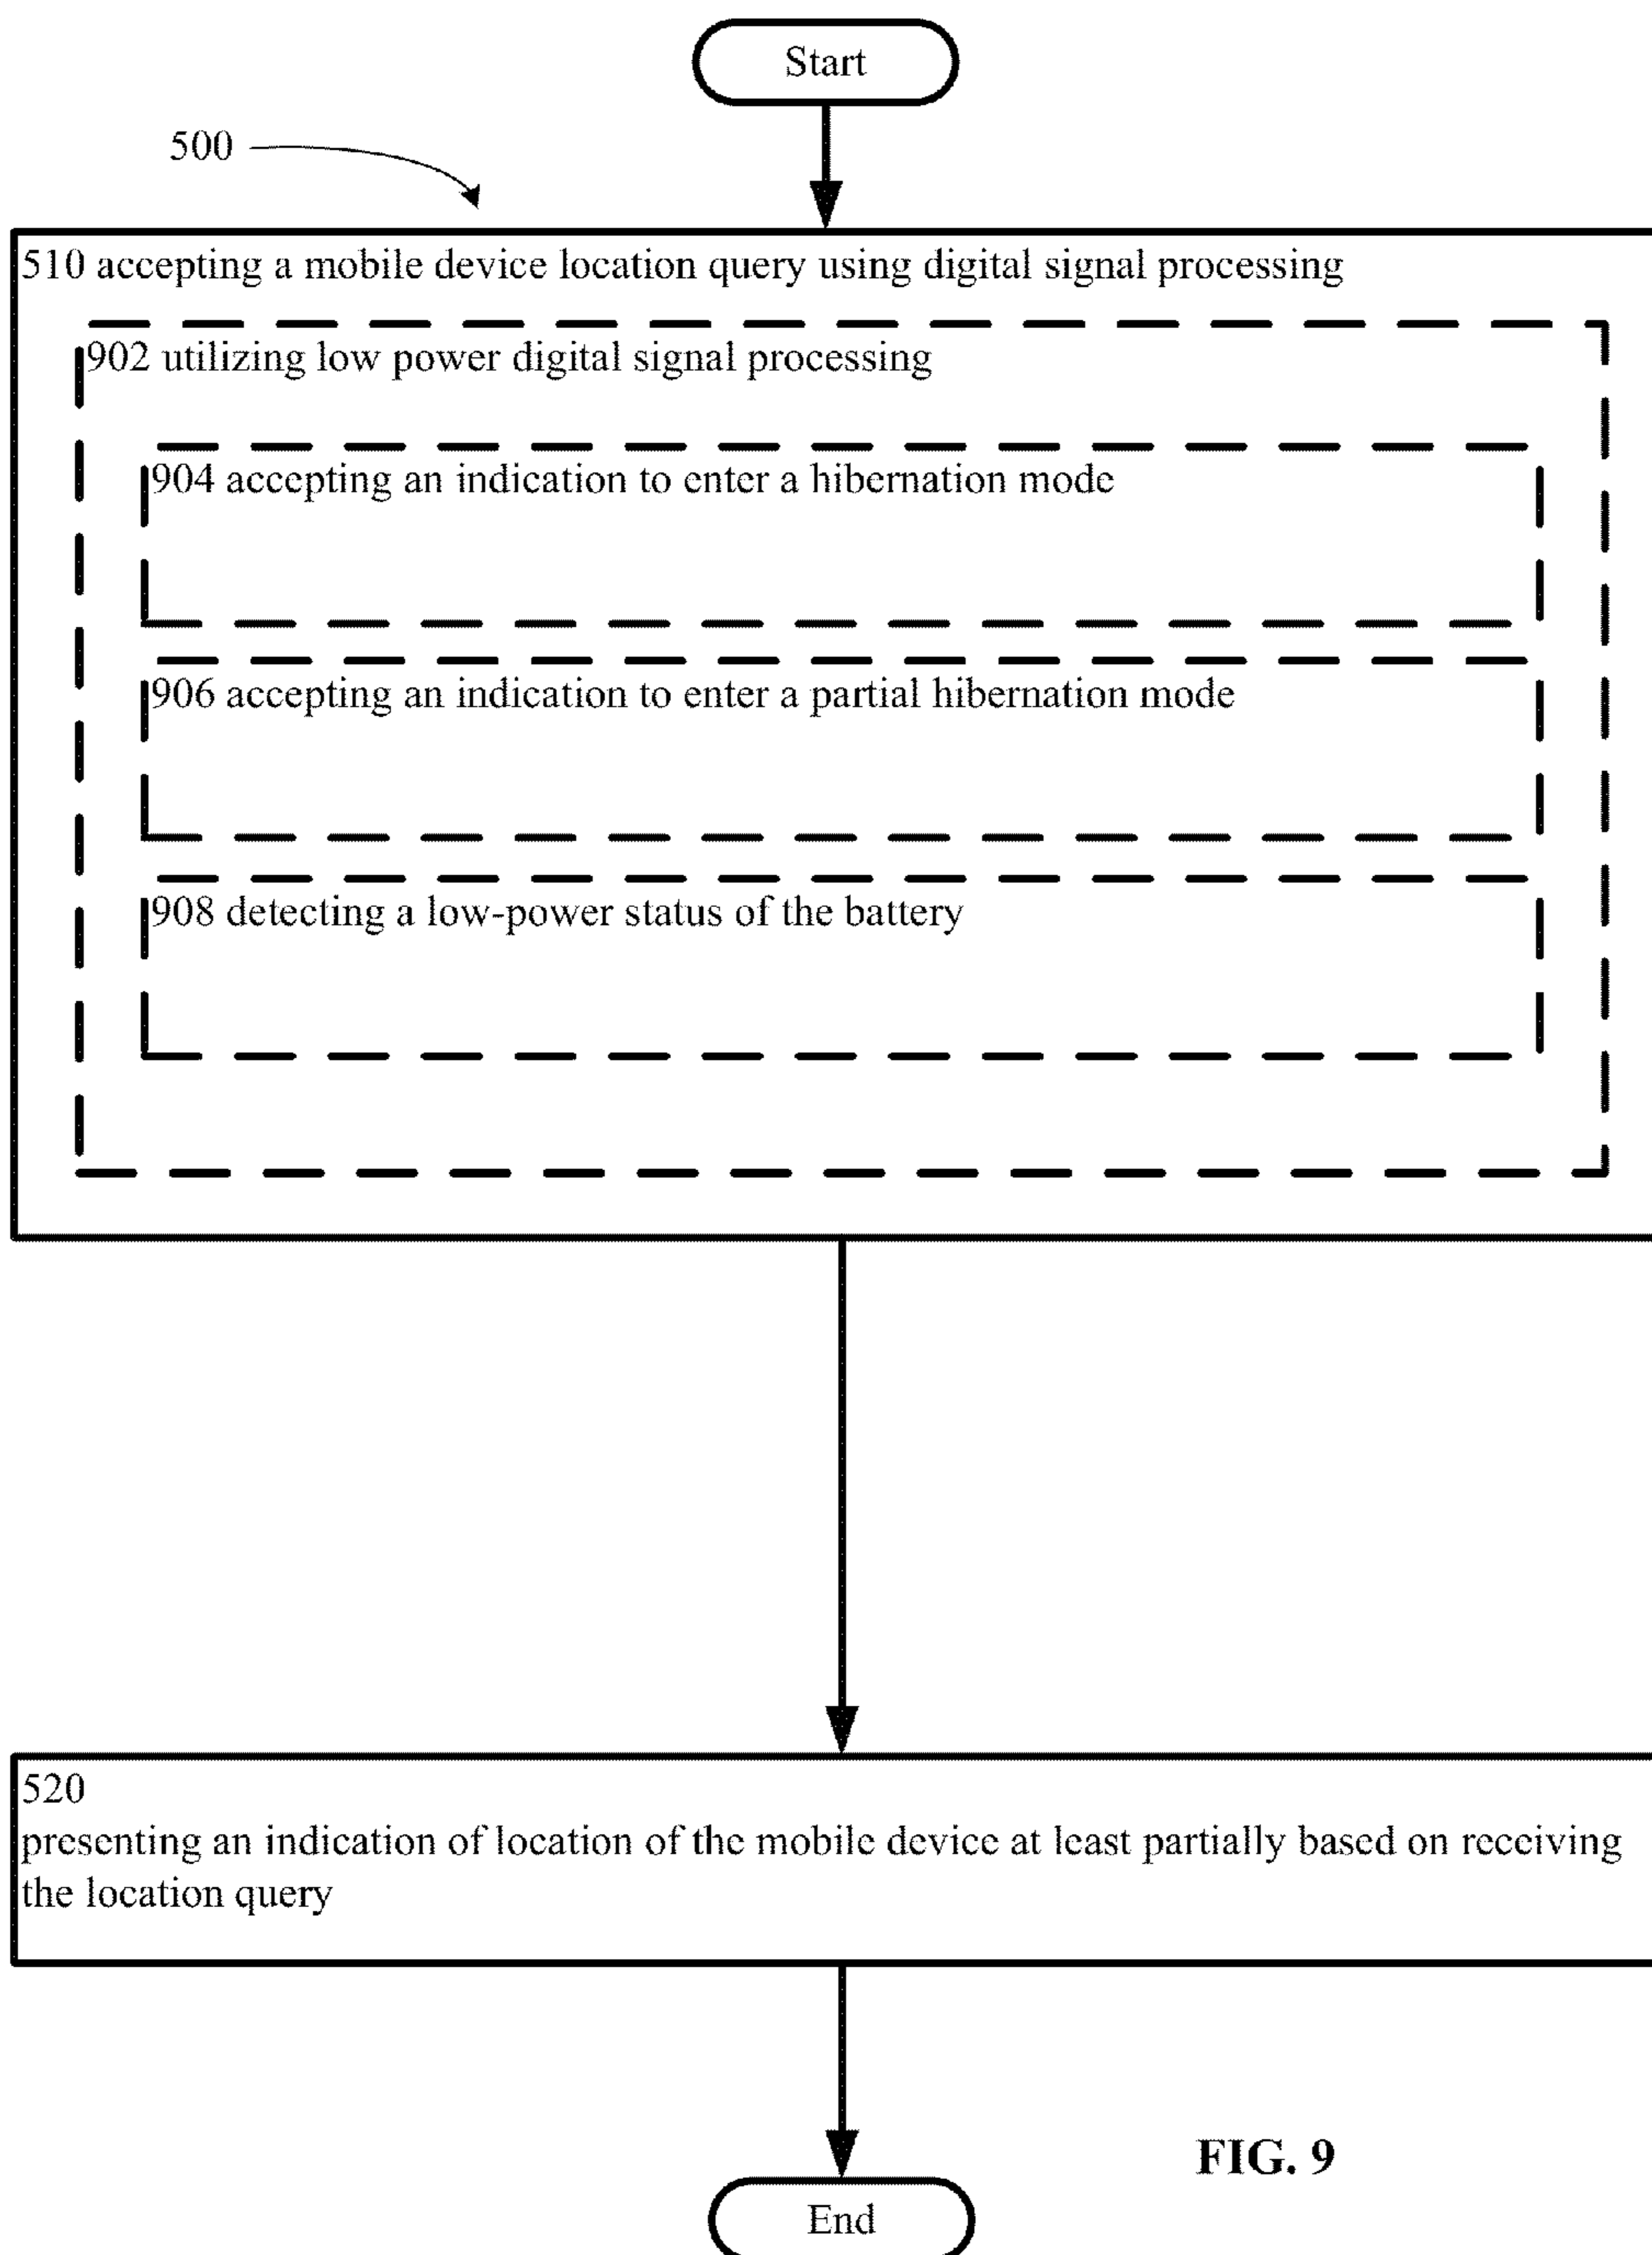 Start
500
510 accepting a mobile device location query using digital signal processing
902 utilizing low power digital signal processing
904 accepting an indication to enter a hibernation mode
906 accepting an indication to enter a partial hibernation mode
908 detecting a low-power status of the battery
520
presenting an indication of location of the mobile device at least partially based on receiving
the location query
FIG. 9
End